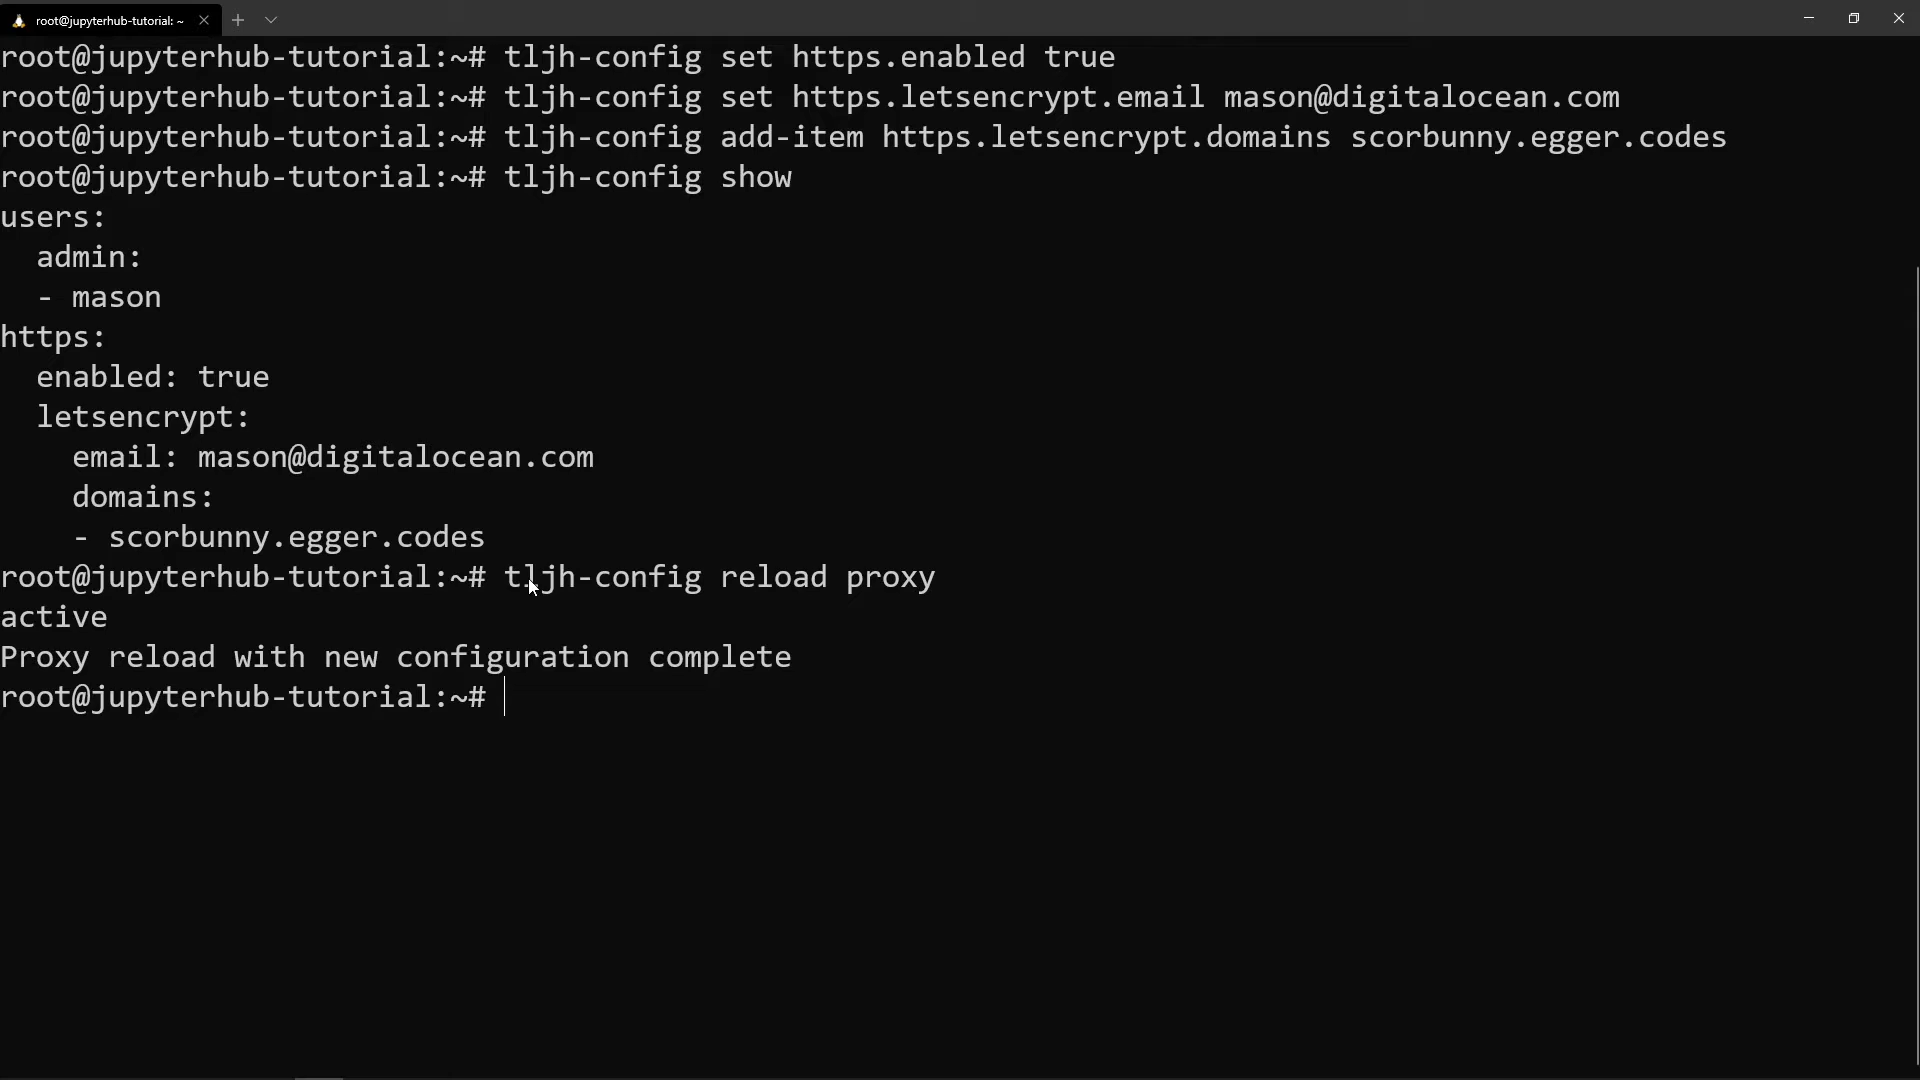 root@jupyterhub-tutorial: ~
root@jupyterhub-tutorial:~# tljh-config set https.enabled true
root@jupyterhub-tutorial:~# tljh-config set https.letsencrypt.email mason@digitalocean.com
root@jupyterhub-tutorial:~# tljh-config add-item https.letsencrypt.domains scorbunny.egger.codes
root@jupyterhub-tutorial:~# tljh-config show
users:
  admin:
  - mason
https:
  enabled: true
  letsencrypt:
    email: mason@digitalocean.com
    domains:
    - scorbunny.egger.codes
root@jupyterhub-tutorial:~# tljh-config reload proxy
active
Proxy reload with new configuration complete
root@jupyterhub-tutorial:~#